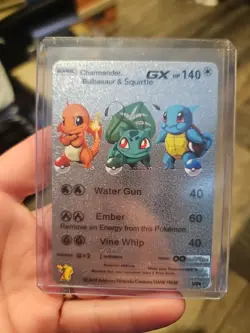 BASIC Charmander, GX HP 140
Bulbasaur & Squirtle
Water Gun 40
Ember 60
Remove an Energy from this Pokémon.
Vine Whip 40